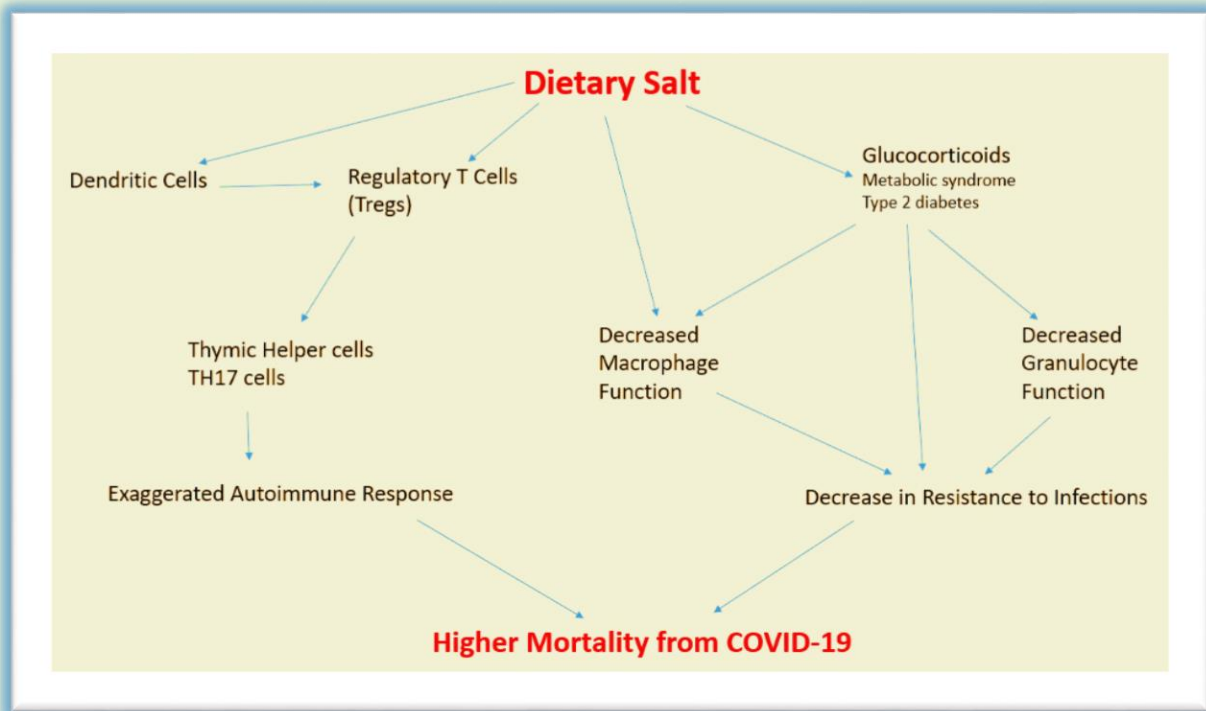 Dietary Salt
Dendritic Cells
Regulatory T Cells
(Tregs)
Glucocorticoids
Metabolic syndrome
Type 2 diabetes
Thymic Helper cells
TH17 cells
Decreased
Macrophage
Function
Decreased
Granulocyte
Function
Exaggerated Autoimmune Response
Decrease in Resistance to Infections
Higher Mortality from COVID-19